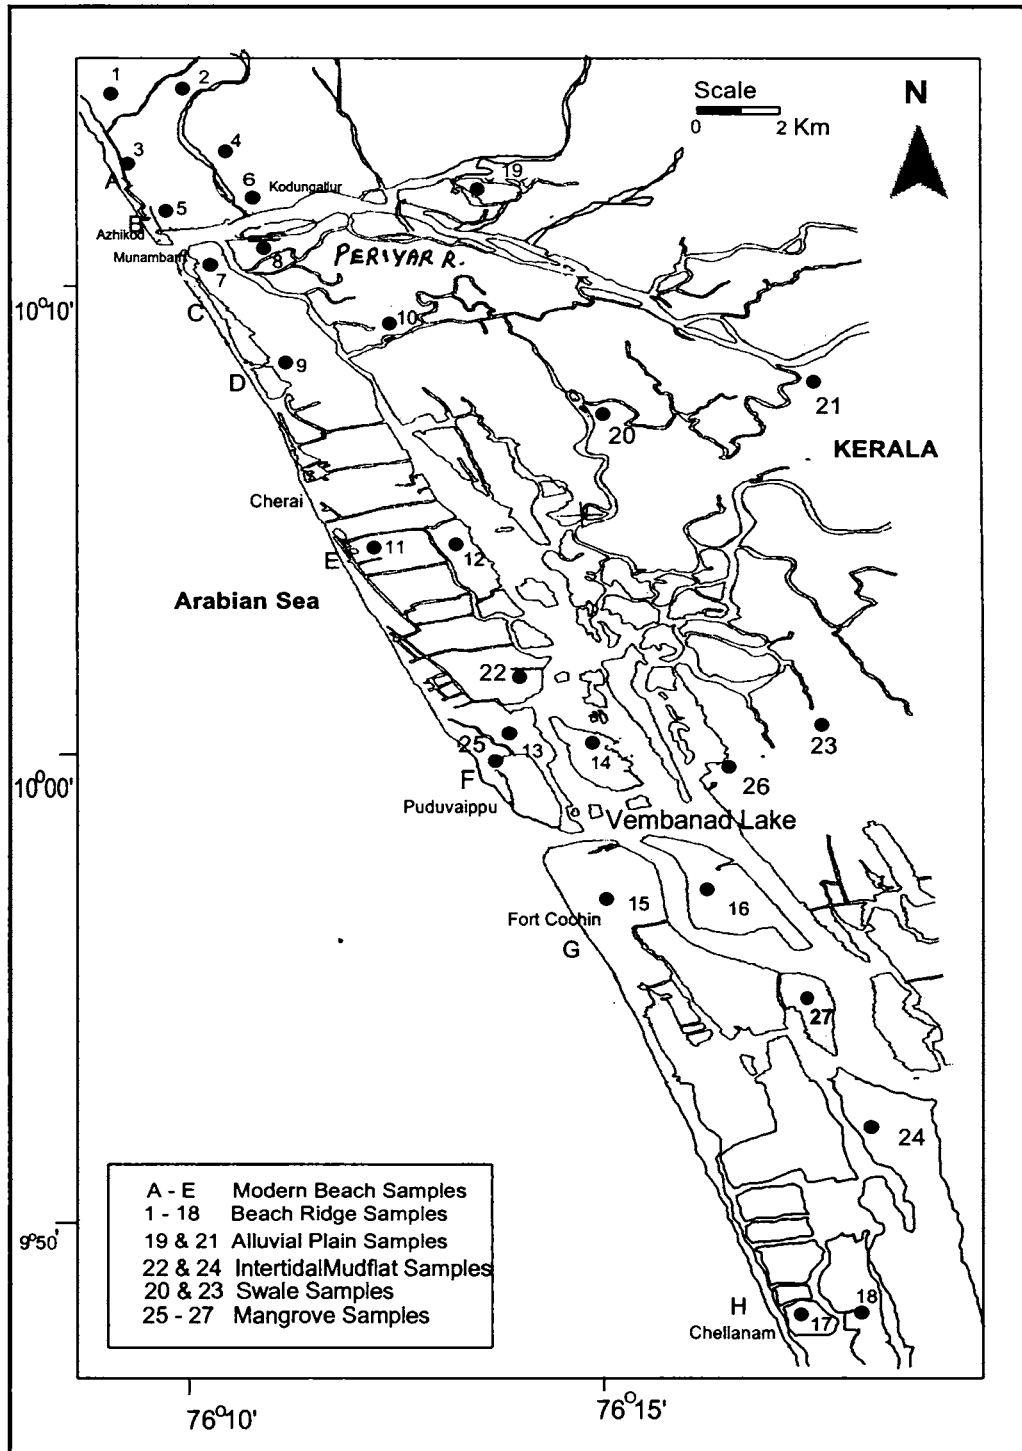 Scale
0 2 Km
N
1
2
3
4
A
6
Kodungallur
19
5
B
Azhikod
Munambam
8
PERIYAR R.
7
10°10'
C
10
9
D
21
20
KERALA
Cherai
11
12
E
Arabian Sea
22
23
25
13
14
26
F
10°00'
Puduvaippu
Vembanad Lake
15
16
Fort Cochin
G
27
24
A - E Modern Beach Samples
1 - 18 Beach Ridge Samples
19 & 21 Alluvial Plain Samples
22 & 24 IntertidalMudflat Samples
20 & 23 Swale Samples
25 - 27 Mangrove Samples
9°50'
H
Chellanam
17
18
76°10'
76°15'